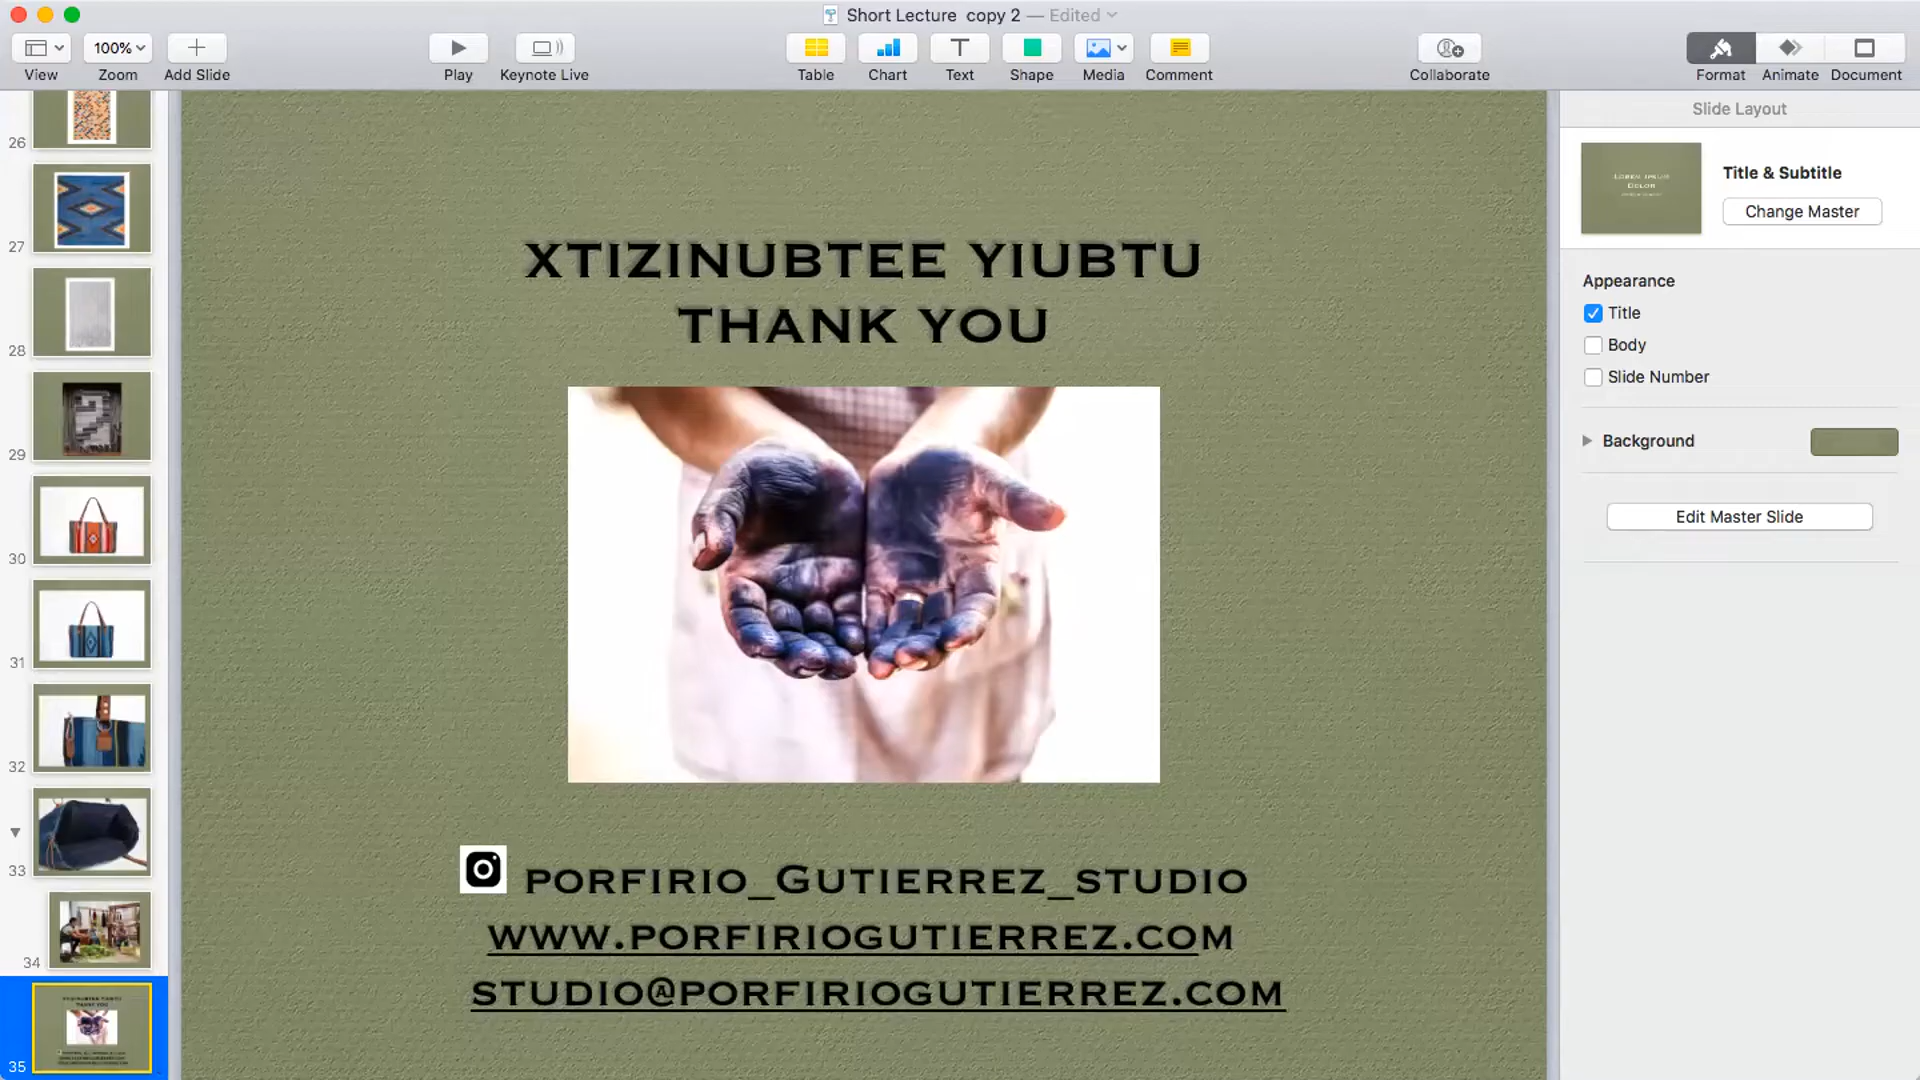 Short Lecture copy 2 — Edited
View
100%
Zoom
Add Slide
Play
Keynote Live
Table
Chart
Text
Shape
Media
Comment
Collaborate
Format
Animate
Document
26
27
28
29
30
31
32
33
34
35
XTIZINUBTEE YIUBTU
THANK YOU
PORFIRIO_GUTIERREZ_STUDIO
WWW.PORFIRIOGUTIERREZ.COM
STUDIO@PORFIRIOGUTIERREZ.COM
Slide Layout
Lorem Ipsum
Dolor
Title & Subtitle
Change Master
Appearance
Title
Body
Slide Number
Background
Edit Master Slide